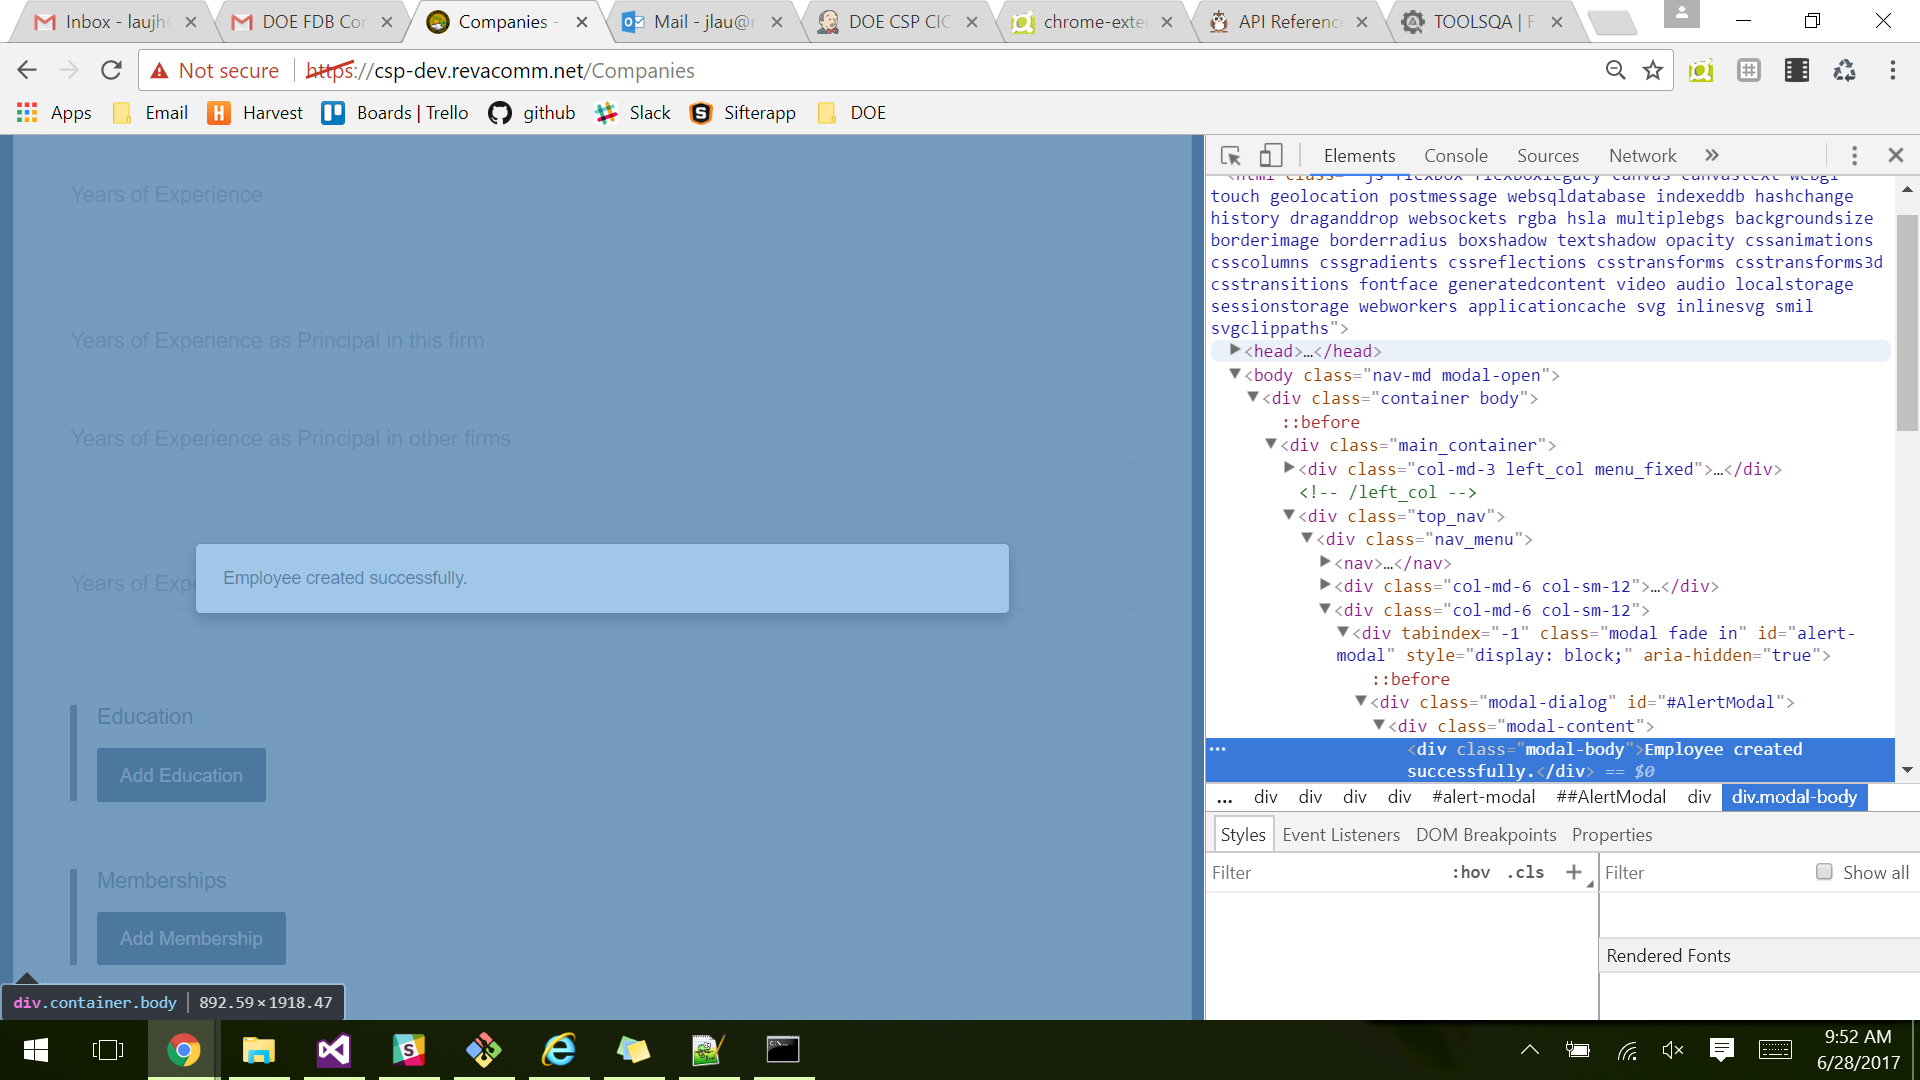 Inbox - laujh
DOE FDB Cor
Companies -
Mail - jlau@r
DOE CSP CIC
chrome-exter
API Referenc
TOOLSQA | F
Not secure
https://csp-dev.revacomm.net/Companies
Apps
Email
Harvest
Boards | Trello
github
Slack
Sifterapp
DOE
Years of Experience
Years of Experience as Principal in this firm
Years of Experience as Principal in other firms
Years of Expe
Employee created successfully.
Education
Add Education
Memberships
Add Membership
div.container.body | 892.59×1918.47
Elements
Console
Sources
Network
»
<html class=" js flexbox flexboxlegacy canvas canvastext webgl
touch geolocation postmessage websqldatabase indexeddb hashchange
history draganddrop websockets rgba hsla multiplebgs backgroundsize
borderimage borderradius boxshadow textshadow opacity cssanimations
csscolumns cssgradients cssreflections csstransforms csstransforms3d
csstransitions fontface generatedcontent video audio localstorage
sessionstorage webworkers applicationcache svg inlinesvg smil
svgclippaths">
<head>…</head>
<body class="nav-md modal-open">
<div class="container body">
::before
<div class="main_container">
<div class="col-md-3 left_col menu_fixed">…</div>
<!-- /left_col -->
<div class="top_nav">
<div class="nav_menu">
<nav>…</nav>
<div class="col-md-6 col-sm-12">…</div>
<div class="col-md-6 col-sm-12">
<div tabindex="-1" class="modal fade in" id="alert-
modal" style="display: block;" aria-hidden="true">
::before
<div class="modal-dialog" id="#AlertModal">
<div class="modal-content">
<div class="modal-body">Employee created
successfully.</div> == $0
... div div div div #alert-modal ##AlertModal div div.modal-body
Styles Event Listeners DOM Breakpoints Properties
Filter :hov .cls +
Filter Show all
Rendered Fonts
9:52 AM
6/28/2017